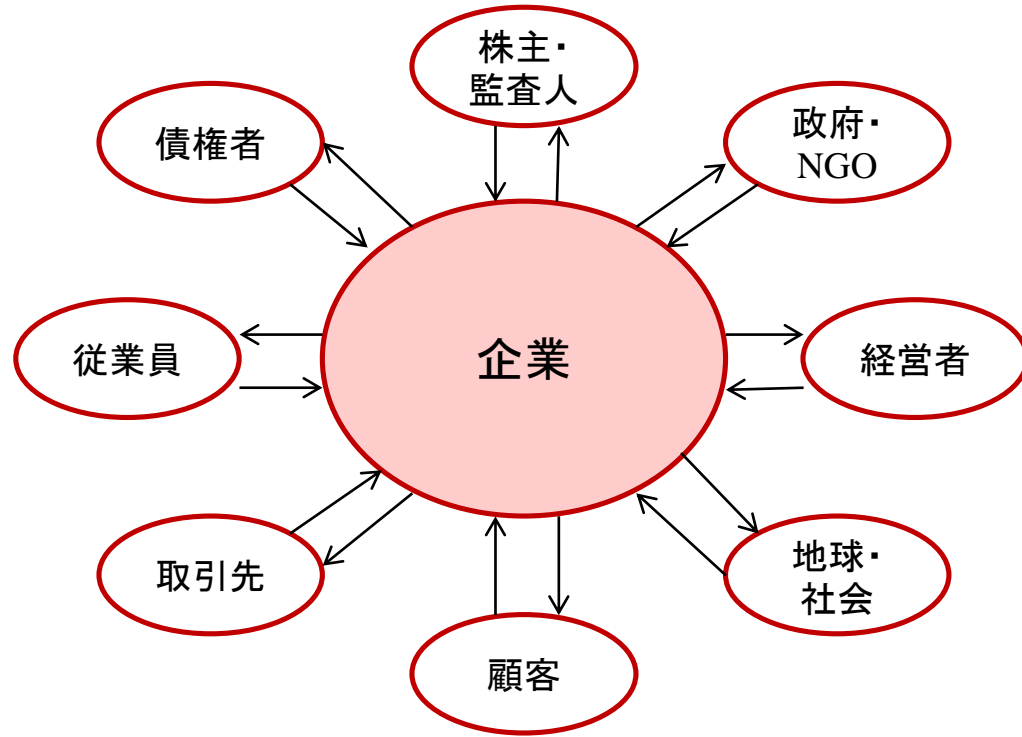 株主・
監査人
債権者
政府・
NGO
従業員
企業
経営者
取引先
地球・
社会
顧客